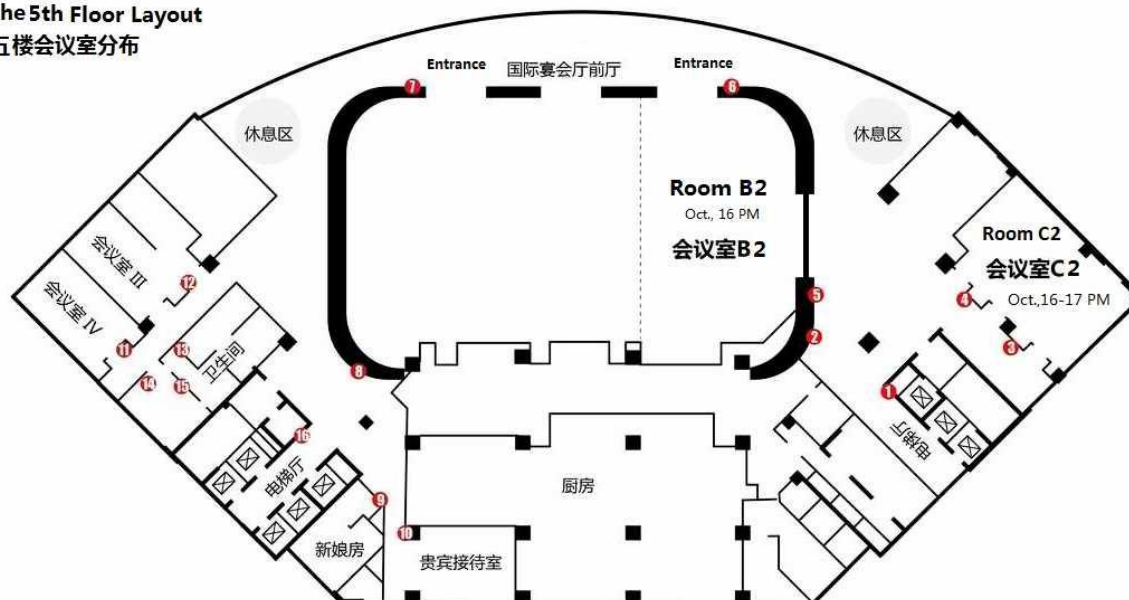 he 5th Floor Layout
五楼会议室分布
Entrance
国际宴会厅前厅
Entrance
7
6
休息区
休息区
Room B2
Oct., 16 PM
会议室B2
Room C2
会议室C2
Oct.,16-17 PM
会议室 III
会议室 IV
12
11
13
14
15
卫生间
5
2
4
3
8
1
16
电梯厅
电梯厅
厨房
9
10
新娘房
贵宾接待室